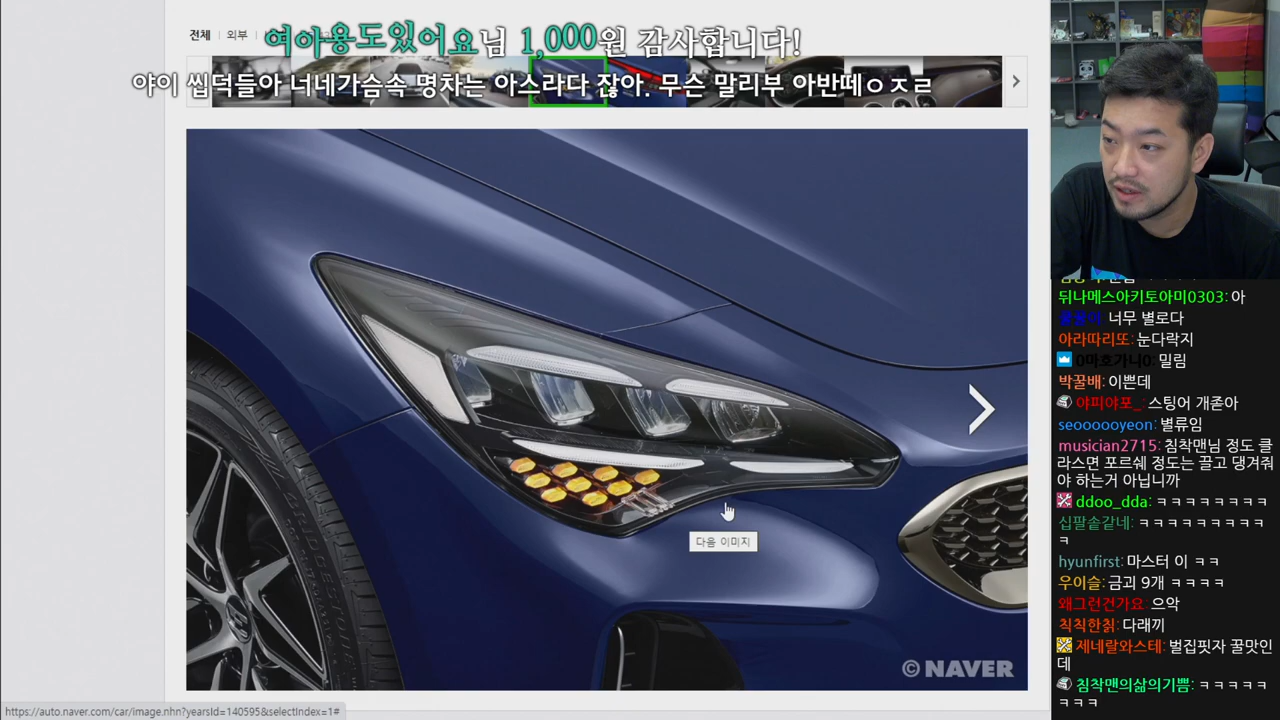 전체 외부
여아용도있어요님 1,000원 감사합니다!
야이 씹덕들아 너네가슴속 명차는 아스라다 잖아. 무슨 말리부 아반떼ㅇㅈㄹ
다음 이미지
© NAVER
https://auto.naver.com/car/image.nhn?yearsId=140595&selectIndex=1#
뒤나메스아키토아미0303: 아
너무 별로다
아라따리또: 눈다락지
0마호가니0: 밀림
박꿀배: 이쁜데
야피야포_: 스팅어 개졷아
seoooooyeon: 별류임
musician2715: 침착맨님 정도 클
라스면 포르쉐 정도는 끌고 댕겨줘
야 하는거 아닙니까
ddoo_dda: ㅋㅋㅋㅋㅋㅋㅋㅋ
십팔솥같네: ㅋㅋㅋㅋㅋㅋㅋㅋㅋ
ㅋ
hyunfirst: 마스터 이 ㅋㅋ
우이슬: 금괴 9개 ㅋㅋㅋㅋ
왜그런건가요: 으악
칙칙한칡: 다래끼
제네랄와스테: 벌집핏자 꿀맛인
데
침착맨의삶의기쁨: ㅋㅋㅋㅋㅋ
ㅋㅋㅋ